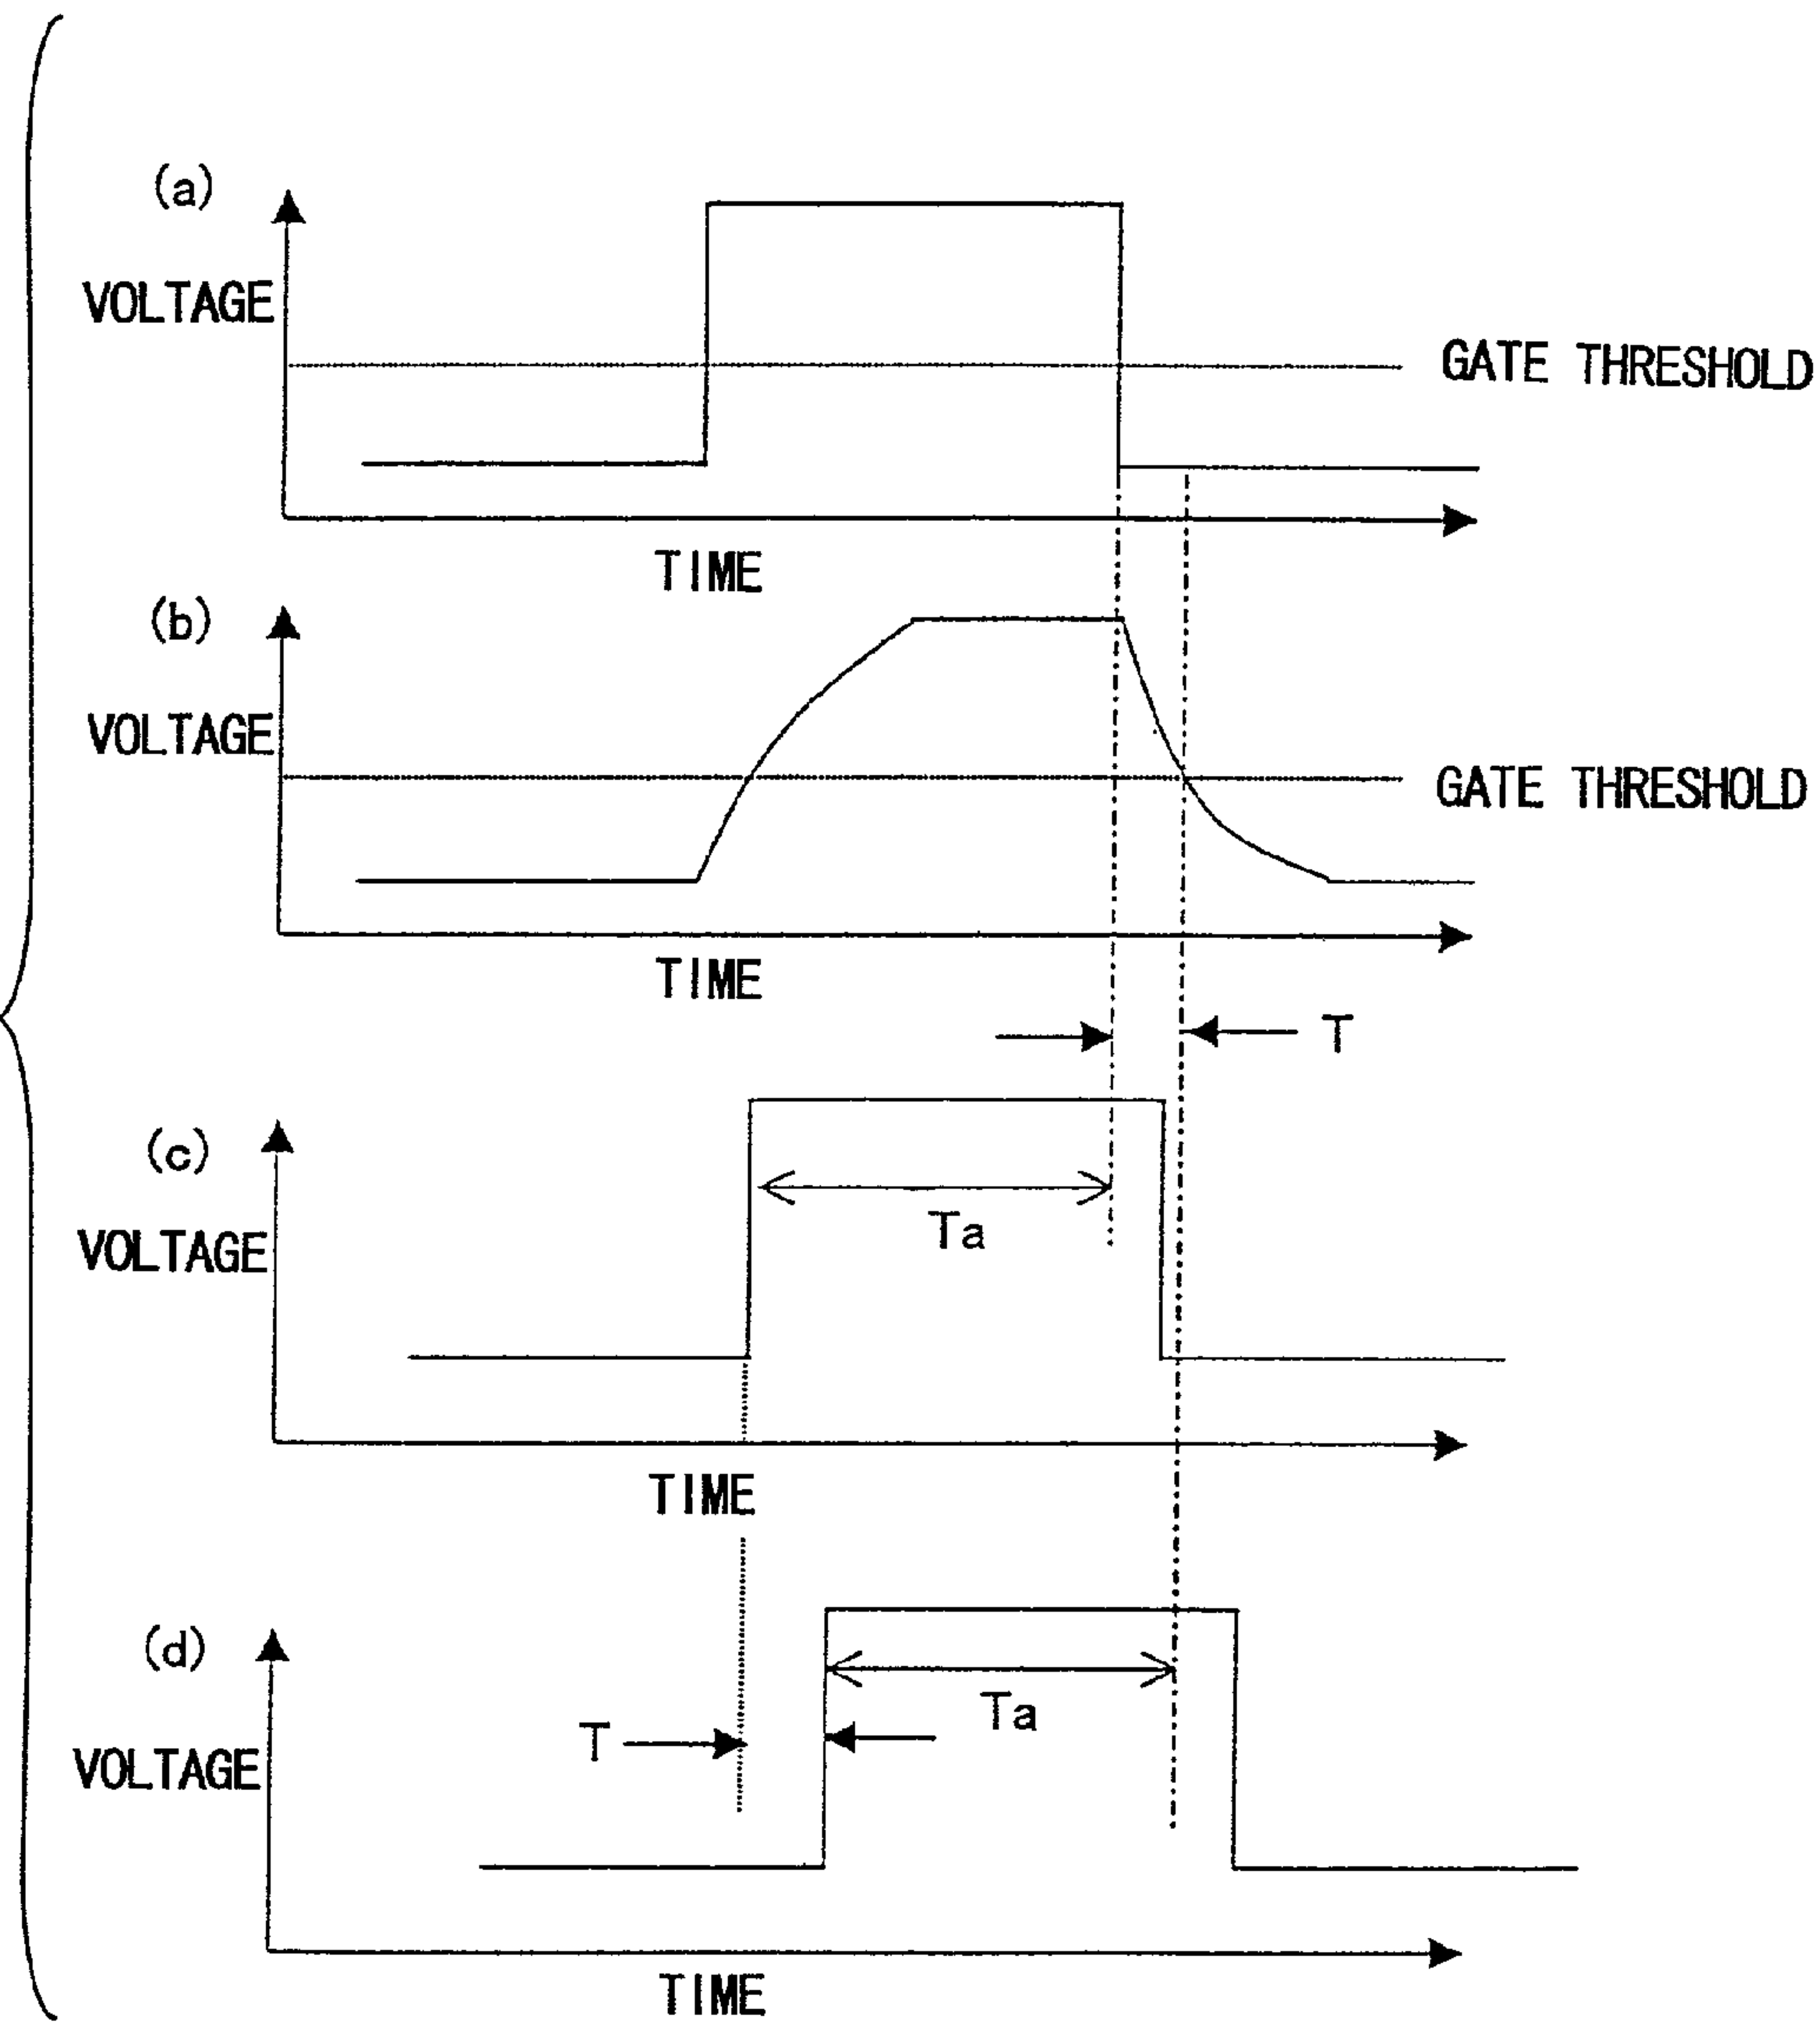 (a)
VOLTAGE
GATE THRESHOLD
TIME
(b)
VOLTAGE
GATE THRESHOLD
TIME
T
(c)
Ta
VOLTAGE
TIME
(d)
Ta
T
VOLTAGE
TIME